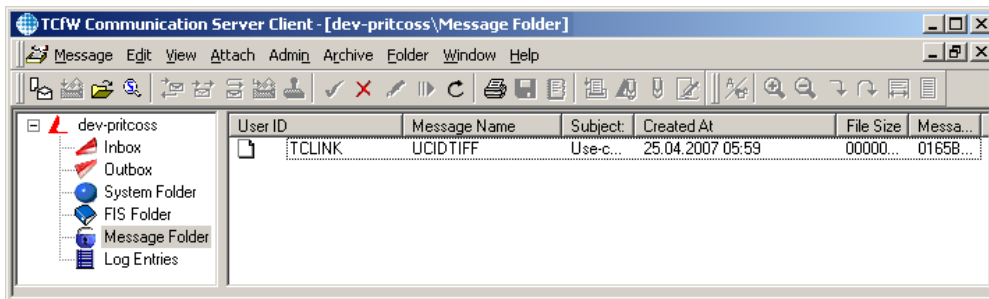 TCfW Communication Server Client - [dev-pritcoss\Message Folder]
Message Edit View Attach Admin Archive Folder Window Help
dev-pritcoss
Inbox
Outbox
System Folder
FIS Folder
Message Folder
Log Entries
User ID Message Name Subject: Created At File Size Messa...
TCLINK UCIDTIFF Use-c... 25.04.2007 05:59 00000... 0165B...